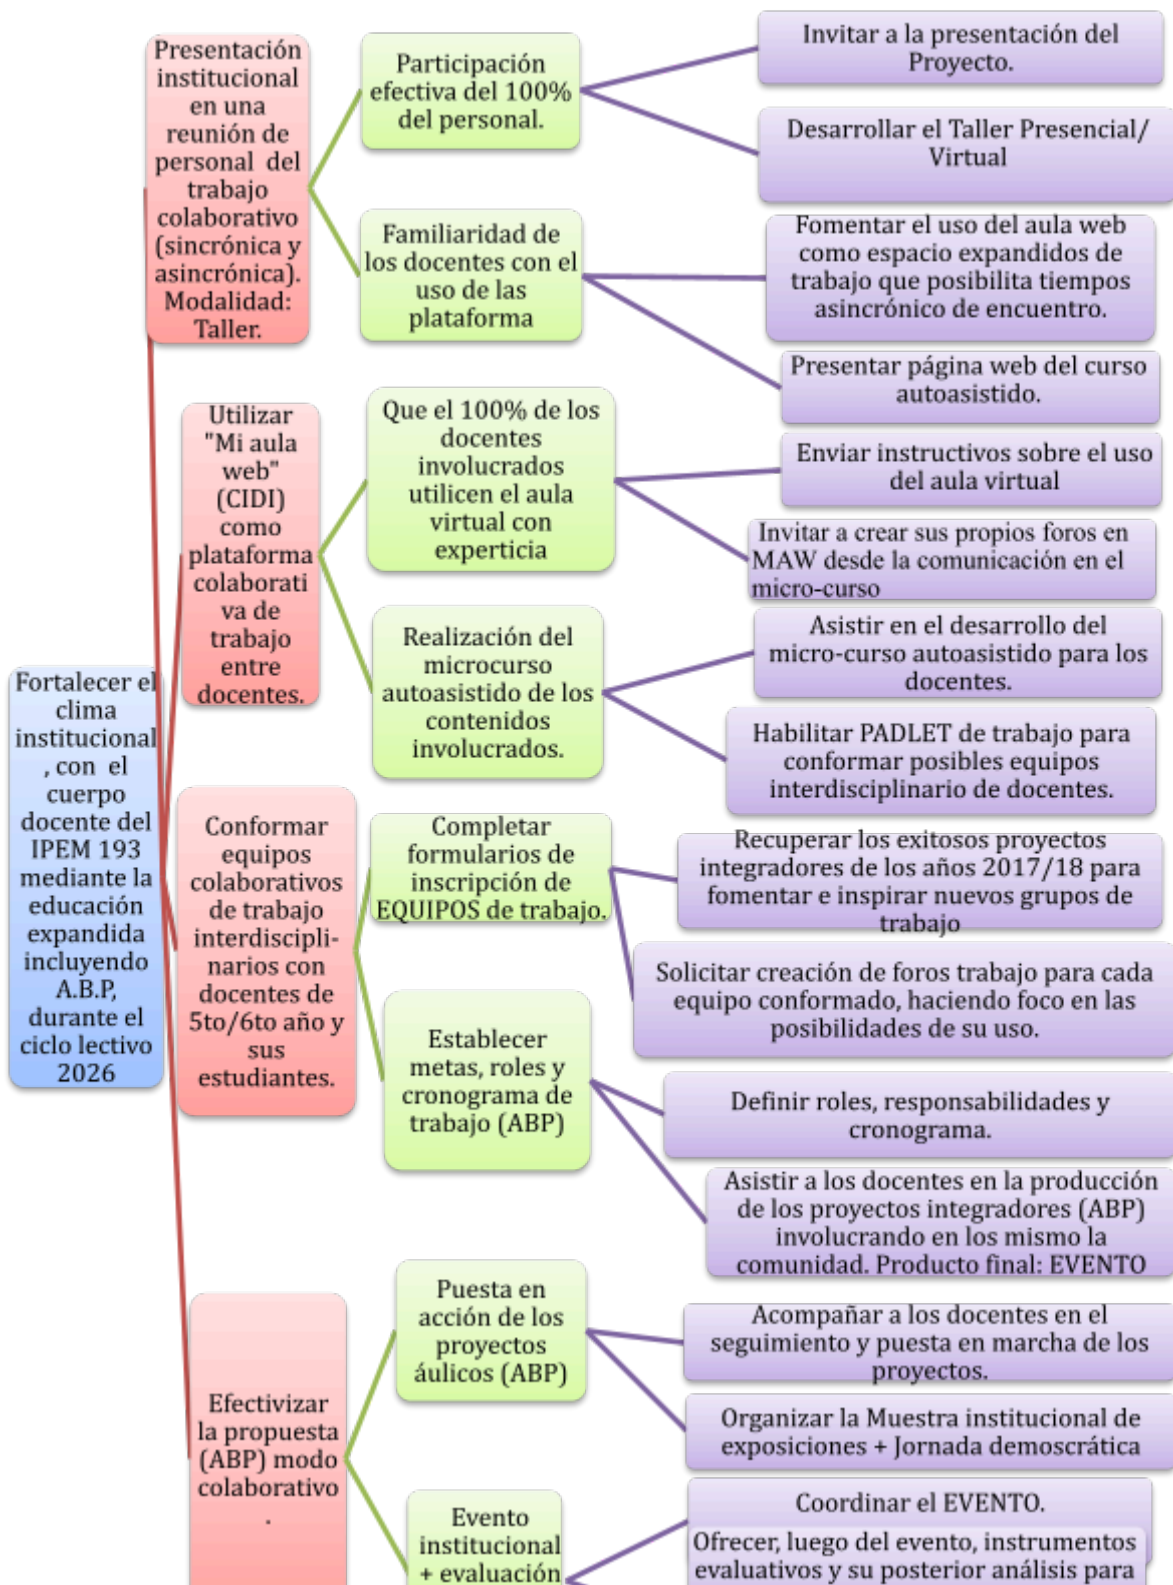 Fortalecer el
clima
institucional
, con  el
cuerpo
docente del
IPEM 193
mediante la
educación
expandida
incluyendo
A.B.P,
durante el
ciclo lectivo
2026
Presentación
institucional
en una
reunión de
personal  del
trabajo
colaborativo
(sincrónica y
asincrónica).
Modalidad:
Taller.
Participación
efectiva del 100%
del personal.
Invitar a la presentación del
Proyecto.
Desarrollar el Taller Presencial/
Virtual
Familiaridad de
los docentes con el
uso de las
plataforma
Fomentar el uso del aula web
como espacio expandidos de
trabajo que posibilita tiempos
asincrónico de encuentro.
Presentar página web del curso
autoasistido.
Utilizar
"Mi aula
web"
(CIDI)
como
plataforma
colaborati
va de
trabajo
entre
docentes.
Que el 100% de los
docentes
involucrados
utilicen el aula
virtual con
experticia
Enviar instructivos sobre el uso
del aula virtual
Invitar a crear sus propios foros en
MAW desde la comunicación en el
micro-curso
Realización del
microcurso
autoasistido de los
contenidos
involucrados.
Asistir en el desarrollo del
micro-curso autoasistido para los
docentes.
Habilitar PADLET de trabajo para
conformar posibles equipos
interdisciplinario de docentes.
Conformar
equipos
colaborativos
de trabajo
interdiscipli-
narios con
docentes de
5to/6to año y
sus
estudiantes.
Completar
formularios de
inscripción de
EQUIPOS de trabajo.
Recuperar los exitosos proyectos
integradores de los años 2017/18 para
fomentar e inspirar nuevos grupos de
trabajo
Solicitar creación de foros trabajo para cada
equipo conformado, haciendo foco en las
posibilidades de su uso.
Establecer
metas, roles y
cronograma de
trabajo (ABP)
Definir roles, responsabilidades y
cronograma.
Asistir a los docentes en la producción
de los proyectos integradores (ABP)
involucrando en los mismo la
comunidad. Producto final: EVENTO
Efectivizar
la propuesta
(ABP) modo
colaborativo
.
Puesta en
acción de los
proyectos
áulicos (ABP)
Acompañar a los docentes en el
seguimiento y puesta en marcha de los
proyectos.
Organizar la Muestra institucional de
exposiciones + Jornada demoscrática
Evento
institucional
+ evaluación
Coordinar el EVENTO.
Ofrecer, luego del evento, instrumentos
evaluativos y su posterior análisis para